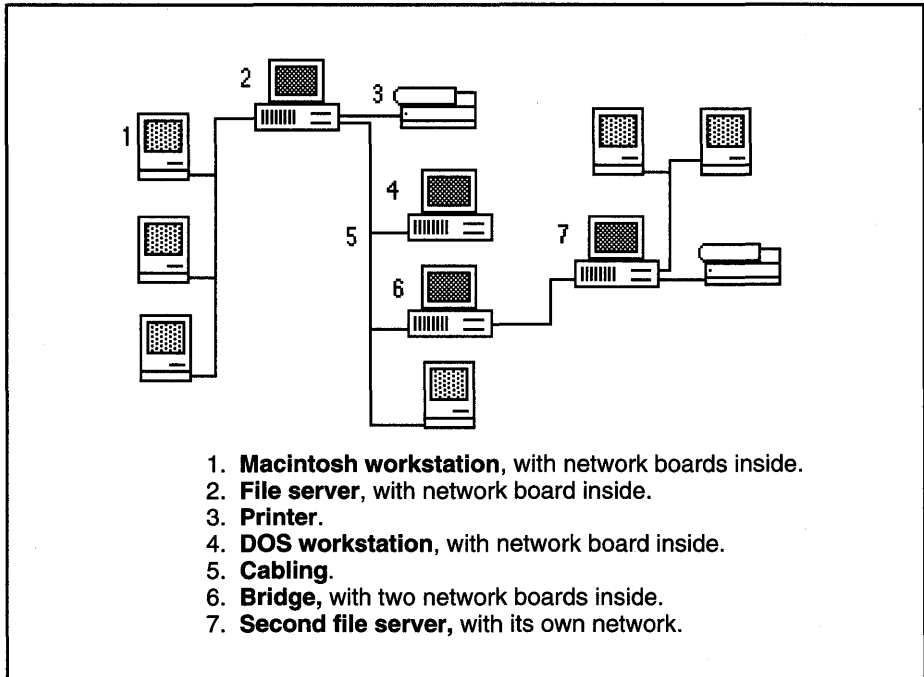 2
3
1
4
5
7
6
1. Macintosh workstation, with network boards inside.
2. File server, with network board inside.
3. Printer.
4. DOS workstation, with network board inside.
5. Cabling.
6. Bridge, with two network boards inside.
7. Second file server, with its own network.